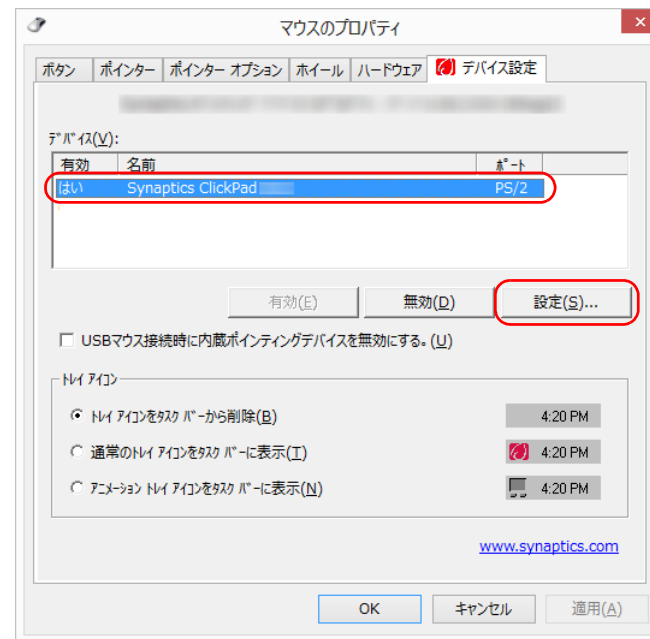 マウスのプロパティ
ボタン ポインター ポインター オプション ホイール ハードウェア デバイス設定
ﾃﾞﾊﾞｲｽ(V):
有効 名前 ﾎﾟｰﾄ
はい Synaptics ClickPad PS/2
有効(E) 無効(D) 設定(S)...
USBマウス接続時に内蔵ポインティングデバイスを無効にする。(U)
ﾄﾚｲ ｱｲｺﾝ
ﾄﾚｲ ｱｲｺﾝをﾀｽｸ ﾊﾞｰから削除(B) 4:20 PM
通常のﾄﾚｲ ｱｲｺﾝをﾀｽｸ ﾊﾞｰに表示(T) 4:20 PM
ｱﾆﾒｰｼｮﾝ ﾄﾚｲ ｱｲｺﾝをﾀｽｸ ﾊﾞｰに表示(N) 4:20 PM
www.synaptics.com
OK キャンセル 適用(A)